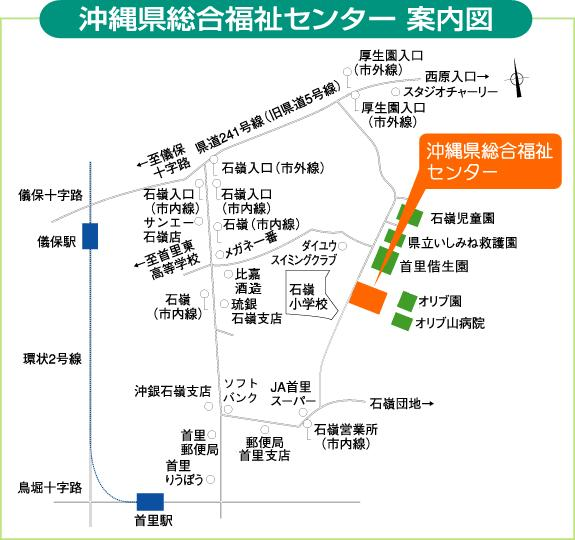 沖縄県総合福祉センター 案内図
厚生園入口
(市外線)
西原入口→
スタジオチャーリー
厚生園入口
(市外線)
県道241号線(旧県道5号線)
←至儀保
十字路
石嶺入口(市外線)
沖縄県総合福祉
センター
儀保十字路
石嶺入口
(市内線)
石嶺入口
(市内線)
サンエー
石嶺店
石嶺(市内線)
石嶺児童園
県立いしみね救護園
首里偕生園
儀保駅
メガネ一番
←至首里東
高等学校
ダイユウ
スイミングクラブ
比嘉
酒造
石嶺
小学校
石嶺
(市内線)
琉銀
石嶺支店
オリブ園
オリブ山病院
環状2号線
沖銀石嶺支店
ソフト
バンク
JA首里
スーパー
石嶺団地→
首里
郵便局
郵便局
首里支店
石嶺営業所
(市内線)
首里
りうぼう
鳥堀十字路
首里駅